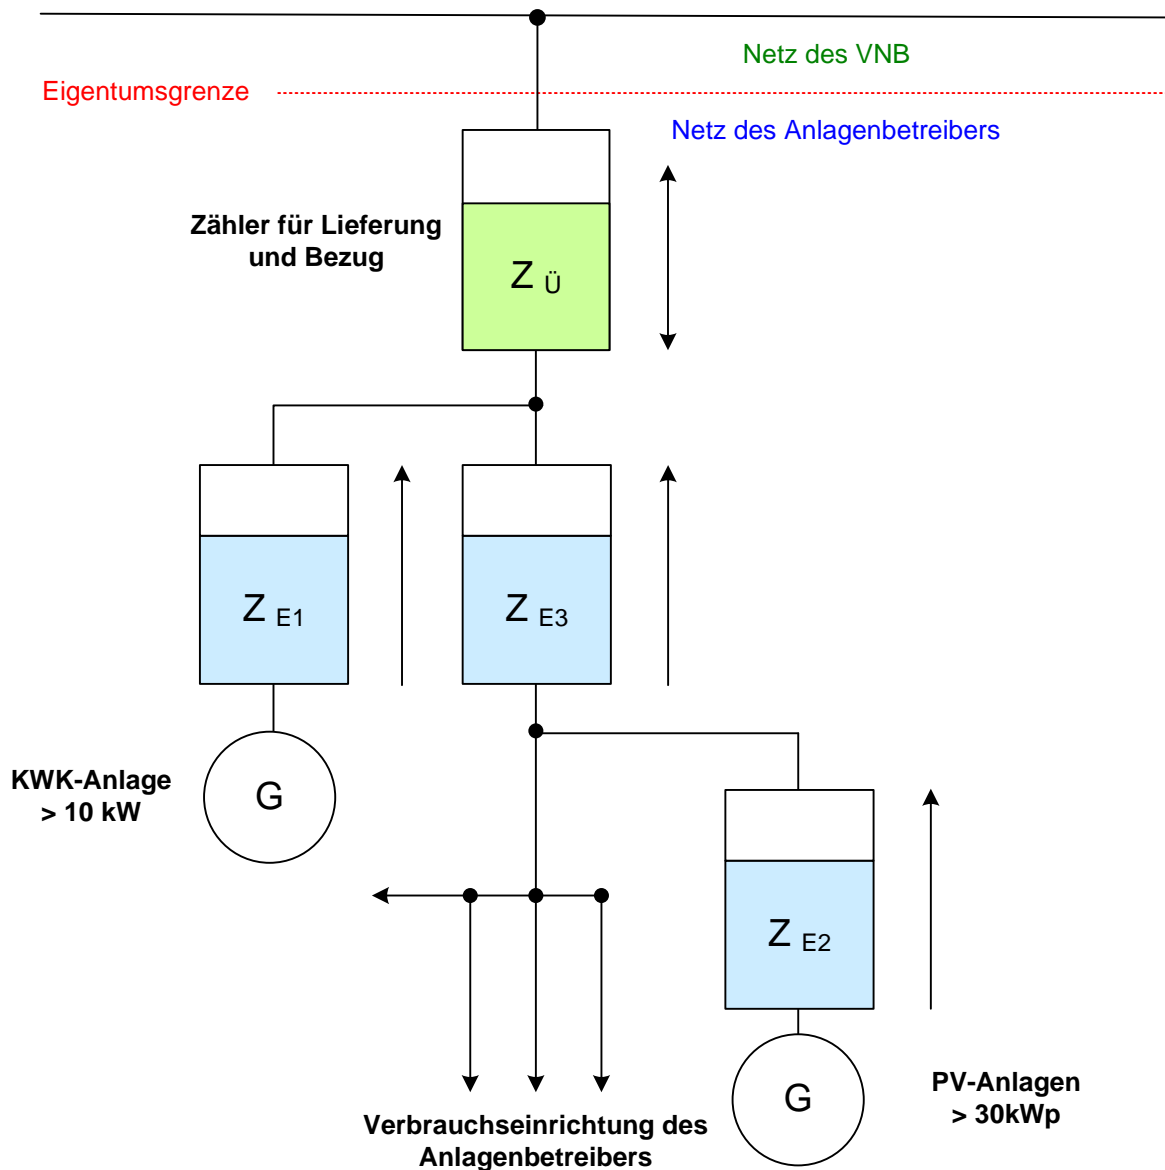 Netz des VNB
Eigentumsgrenze
Netz des Anlagenbetreibers
Zähler für Lieferung
und Bezug
Z Ü
Z E1
Z E3
KWK-Anlage
> 10 kW
G
Z E2
G
PV-Anlagen
> 30kWp
Verbrauchseinrichtung des
Anlagenbetreibers